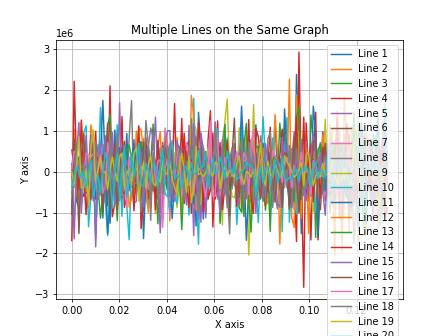 Multiple Lines on the Same Graph
1e6
3
2
1
0
−1
−2
−3
Y axis
0.00
0.02
0.04
0.06
0.08
0.10
X axis
Line 1
Line 2
Line 3
Line 4
Line 5
Line 6
Line 7
Line 8
Line 9
Line 10
Line 11
Line 12
Line 13
Line 14
Line 15
Line 16
Line 17
Line 18
Line 19
Line 20